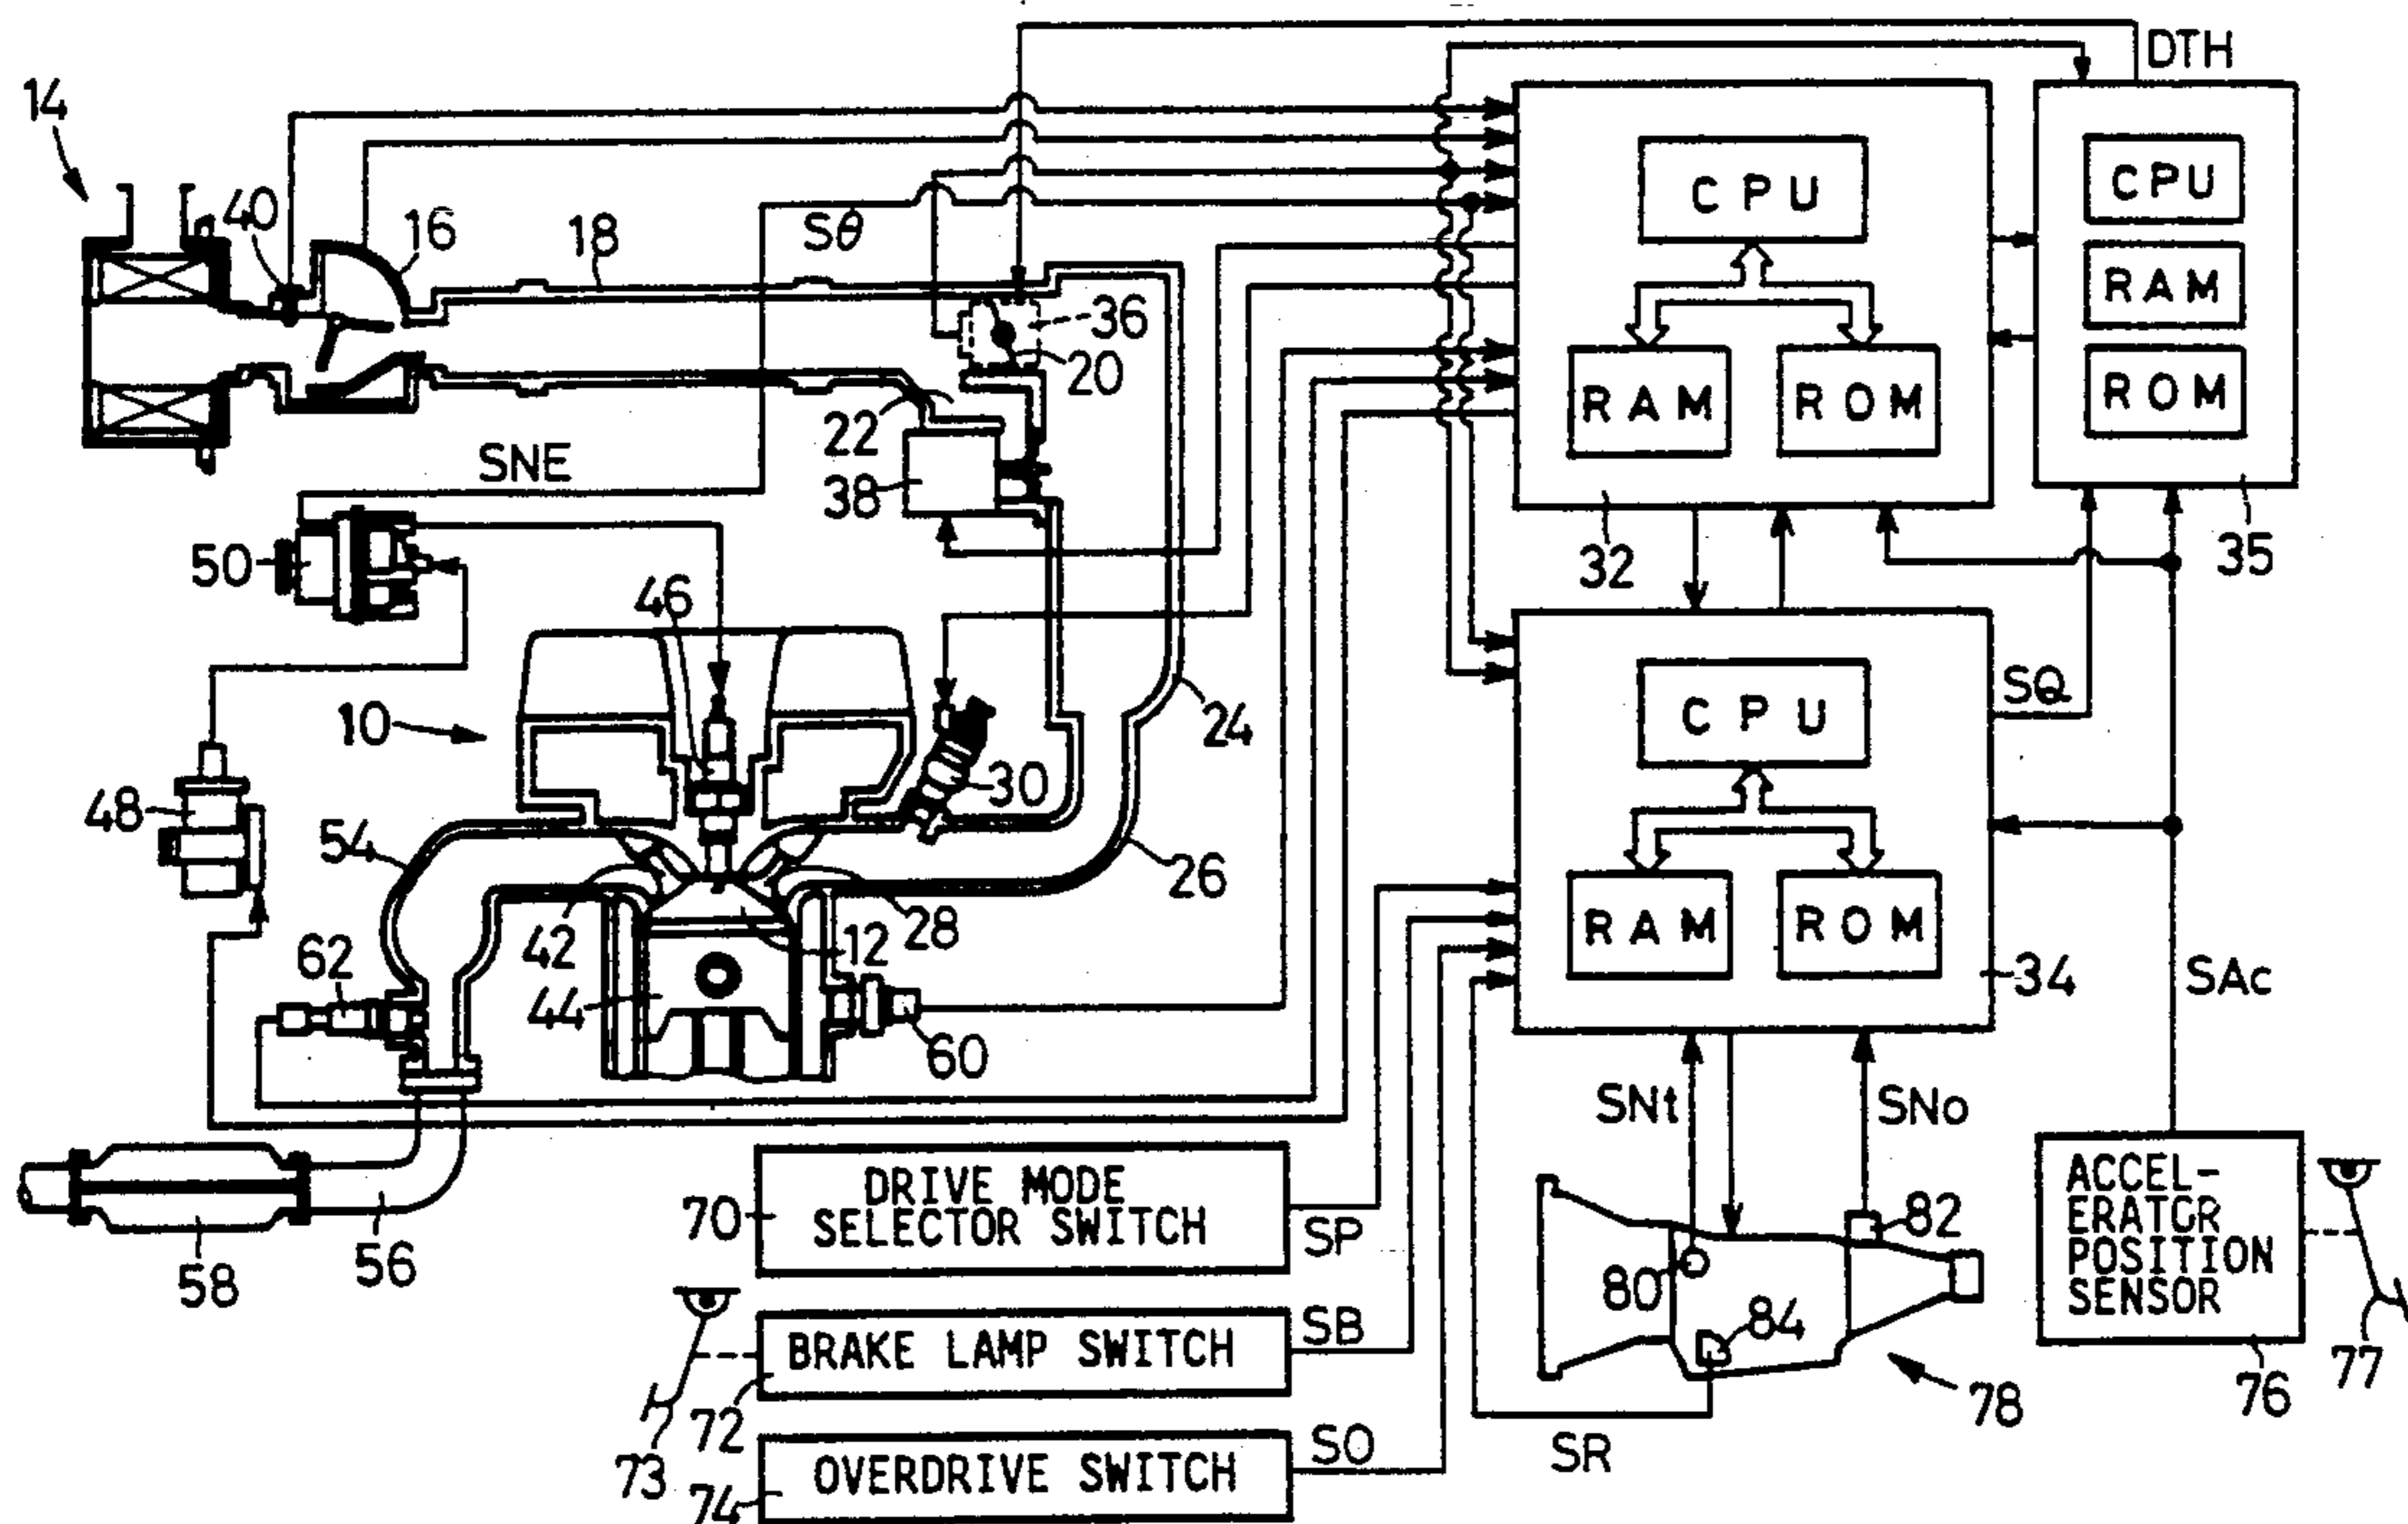 DTH
14
CPU
CPU
40
16
18
Sθ
RAM
36
20
RAM
ROM
ROM
22
SNE
38
50
32
35
46
SQ
CPU
10
24
30
48
54
26
RAM
ROM
42
12
28
62
34
SAc
44
60
SNt
SNo
DRIVE MODE
SELECTOR SWITCH
70
SP
ACCEL-
ERATOR
POSITION
SENSOR
82
58
56
80
84
SB
BRAKE LAMP SWITCH
72
73
77
76
78
SO
SR
OVERDRIVE SWITCH
74